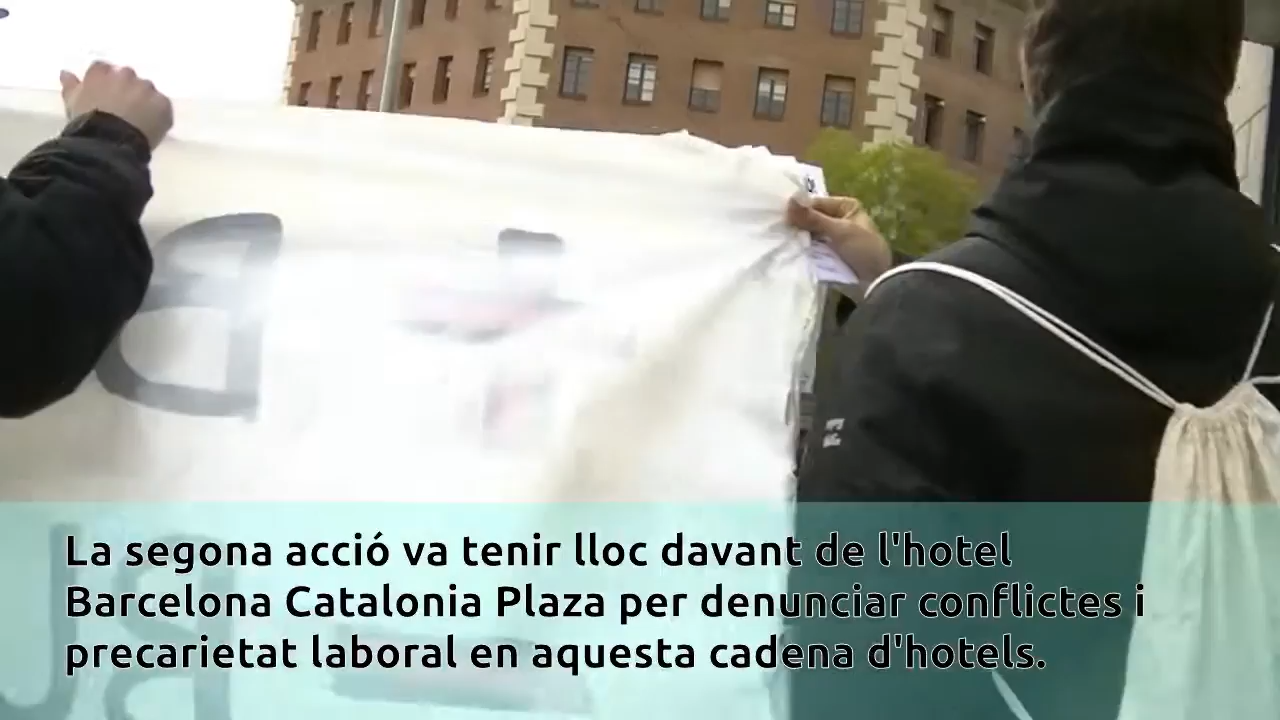 La segona acció va tenir lloc davant de l'hotel
Barcelona Catalonia Plaza per denunciar conflictes i
precarietat laboral en aquesta cadena d'hotels.